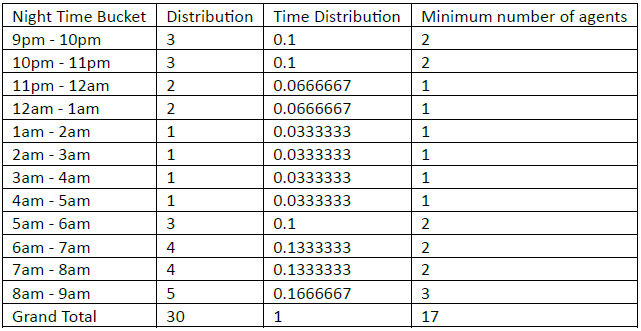 Night Time Bucket Distribution Time Distribution Minimum number of agents
9pm - 10pm 3 0.1 2
10pm - 11pm 3 0.1 2
11pm - 12am 2 0.0666667 1
12am - 1am 2 0.0666667 1
1am - 2am 1 0.0333333 1
2am - 3am 1 0.0333333 1
3am - 4am 1 0.0333333 1
4am - 5am 1 0.0333333 1
5am - 6am 3 0.1 2
6am - 7am 4 0.1333333 2
7am - 8am 4 0.1333333 2
8am - 9am 5 0.1666667 3
Grand Total 30 1 17